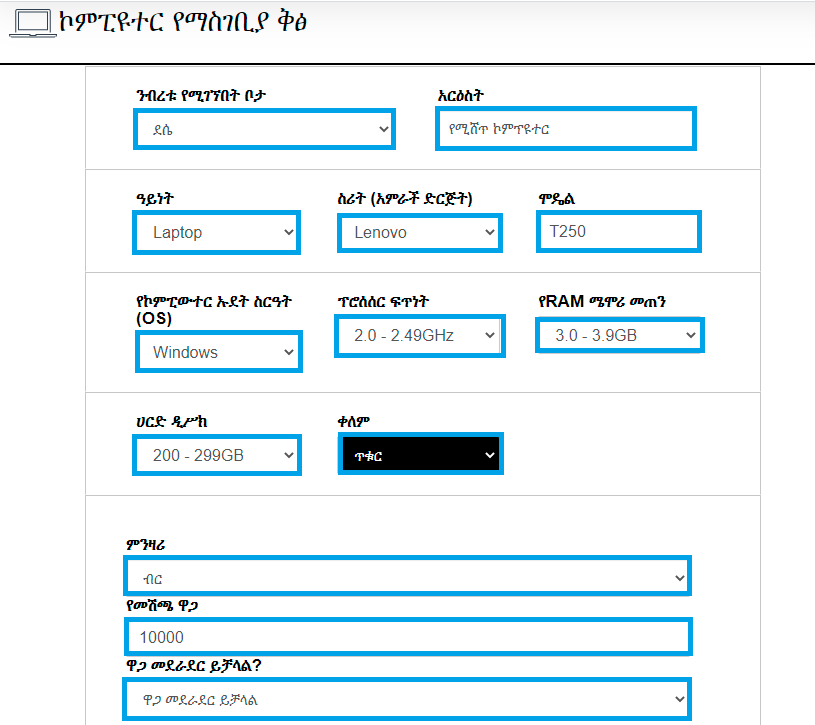 ኮምፒዩተር የማስገቢያ ቅፅ
ንብረቱ የሚገኘበት ቦታ
አርዕስት
ደሴ
የሚሸጥ ኮምፕዩተር
ዓይነት
ስሪት (አምራች ድርጅት)
ሞዴል
Laptop
Lenovo
T250
የኮምፒውተር ኡደት ስርዓት
(OS)
ፕሮሰሰር ፍጥነት
የRAM ሜሞሪ መጠን
Windows
2.0 - 2.49GHz
3.0 - 3.9GB
ሀርድ ዲሥክ
ቀለም
200 - 299GB
ጥቁር
ምንዛሪ
ብር
የመሸጫ ዋጋ
10000
ዋጋ መደራደር ይቻላል?
ዋጋ መደራደር ይቻላል